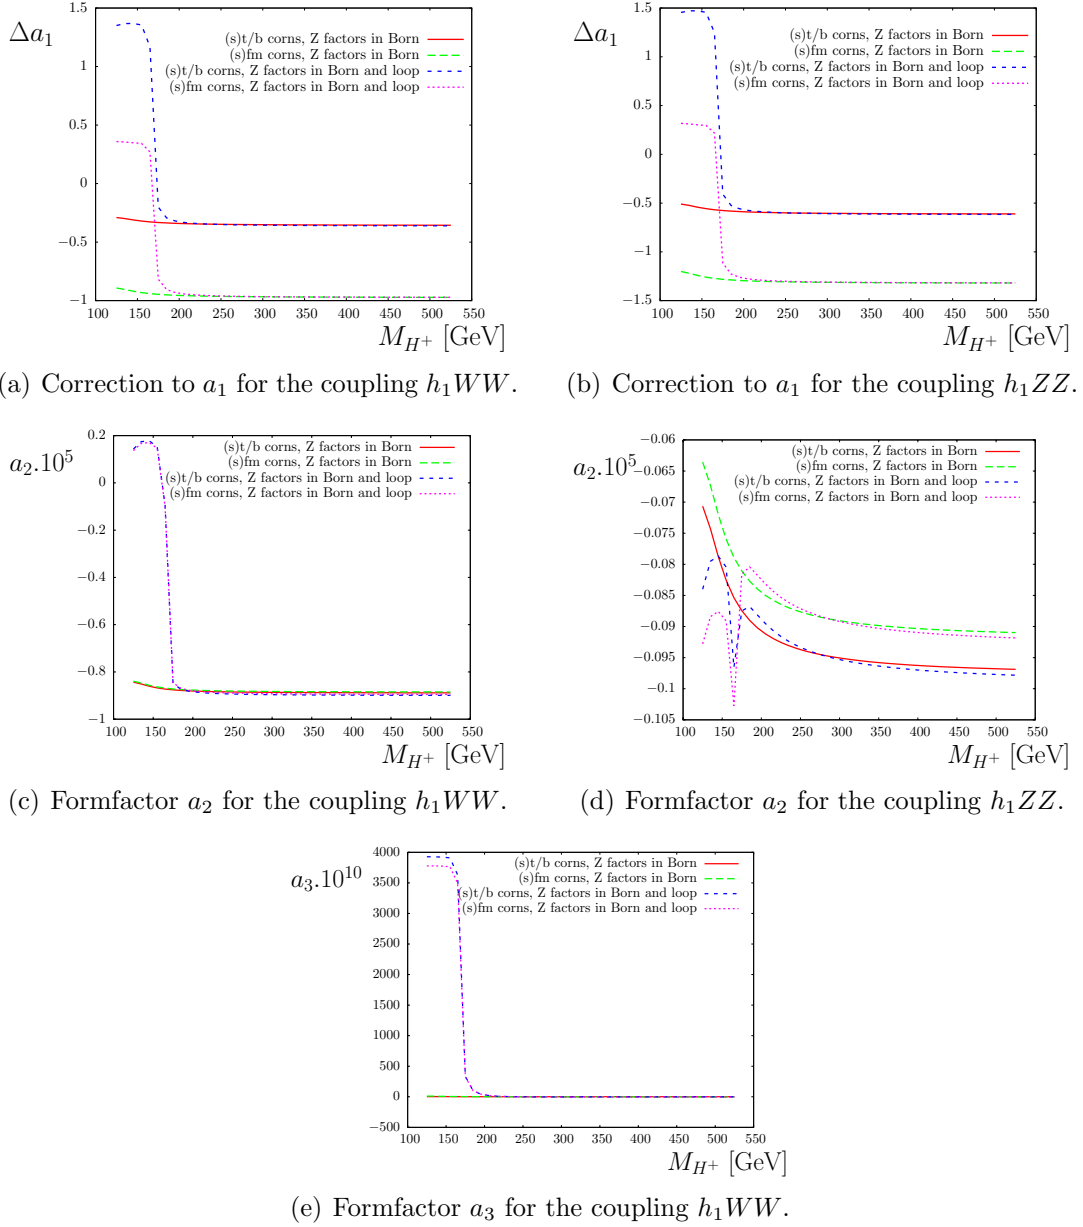 Δa₁
1.5
1
0.5
0
−0.5
−1
(s)t/b corns, Z factors in Born
(s)fm corns, Z factors in Born
(s)t/b corns, Z factors in Born and loop
(s)fm corns, Z factors in Born and loop
100 150 200 250 300 350 400 450 500 550
M_{H⁺} [GeV]
(a) Correction to a₁ for the coupling h₁WW.
Δa₁
1.5
1
0.5
0
−0.5
−1
−1.5
(s)t/b corns, Z factors in Born
(s)fm corns, Z factors in Born
(s)t/b corns, Z factors in Born and loop
(s)fm corns, Z factors in Born and loop
100 150 200 250 300 350 400 450 500 550
M_{H⁺} [GeV]
(b) Correction to a₁ for the coupling h₁ZZ.
a₂.10⁵
0.2
0
−0.2
−0.4
−0.6
−0.8
−1
(s)t/b corns, Z factors in Born
(s)fm corns, Z factors in Born
(s)t/b corns, Z factors in Born and loop
(s)fm corns, Z factors in Born and loop
100 150 200 250 300 350 400 450 500 550
M_{H⁺} [GeV]
(c) Formfactor a₂ for the coupling h₁WW.
a₂.10⁵
−0.06
−0.065
−0.07
−0.075
−0.08
−0.085
−0.09
−0.095
−0.1
−0.105
(s)t/b corns, Z factors in Born
(s)fm corns, Z factors in Born
(s)t/b corns, Z factors in Born and loop
(s)fm corns, Z factors in Born and loop
100 150 200 250 300 350 400 450 500 550
M_{H⁺} [GeV]
(d) Formfactor a₂ for the coupling h₁ZZ.
a₃.10¹⁰
4000
3500
3000
2500
2000
1500
1000
500
0
−500
(s)t/b corns, Z factors in Born
(s)fm corns, Z factors in Born
(s)t/b corns, Z factors in Born and loop
(s)fm corns, Z factors in Born and loop
100 150 200 250 300 350 400 450 500 550
M_{H⁺} [GeV]
(e) Formfactor a₃ for the coupling h₁WW.